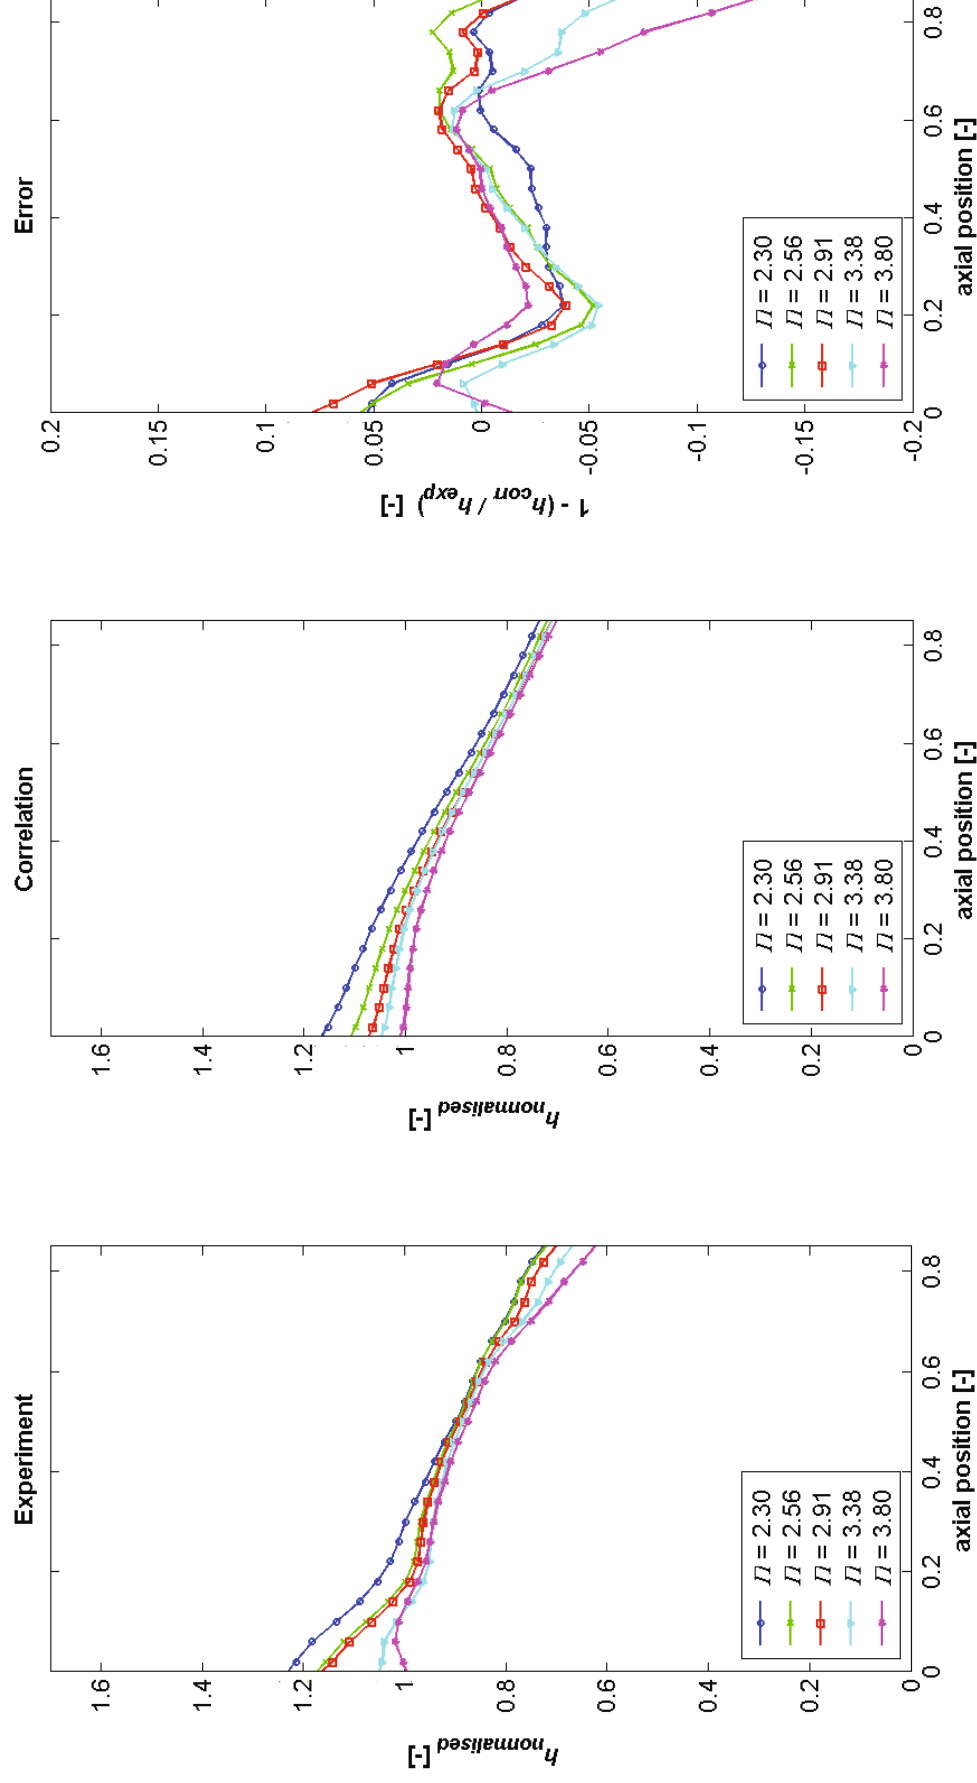 Experiment
h normalised [-]
1.6
1.4
1.2
1
0.8
0.6
0.4
0.2
0
0 0.2 0.4 0.6 0.8
axial position [-]
Π = 2.30
Π = 2.56
Π = 2.91
Π = 3.38
Π = 3.80
Correlation
h normalised [-]
1.6
1.4
1.2
1
0.8
0.6
0.4
0.2
0
0 0.2 0.4 0.6 0.8
axial position [-]
Π = 2.30
Π = 2.56
Π = 2.91
Π = 3.38
Π = 3.80
Error
1 - (h corr / h exp) [-]
0.2
0.15
0.1
0.05
0
-0.05
-0.1
-0.15
-0.2
0 0.2 0.4 0.6 0.8
axial position [-]
Π = 2.30
Π = 2.56
Π = 2.91
Π = 3.38
Π = 3.80